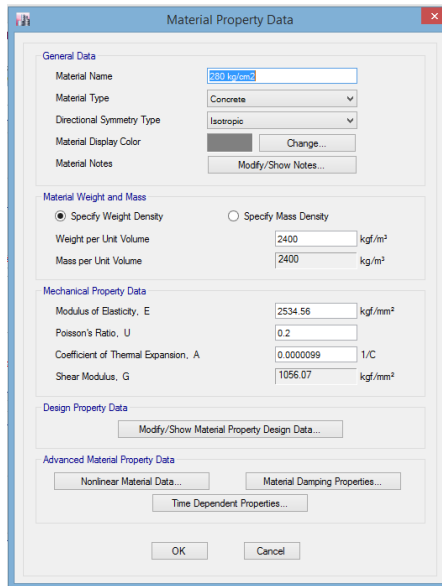 Material Property Data
General Data
Material Name 280 kg/cm2
Material Type Concrete
Directional Symmetry Type Isotropic
Material Display Color Change...
Material Notes Modify/Show Notes...
Material Weight and Mass
Specify Weight Density Specify Mass Density
Weight per Unit Volume 2400 kgf/m³
Mass per Unit Volume 2400 kg/m³
Mechanical Property Data
Modulus of Elasticity, E 2534.56 kgf/mm²
Poisson's Ratio, U 0.2
Coefficient of Thermal Expansion, A 0.0000099 1/C
Shear Modulus, G 1056.07 kgf/mm²
Design Property Data
Modify/Show Material Property Design Data...
Advanced Material Property Data
Nonlinear Material Data... Material Damping Properties...
Time Dependent Properties...
OK Cancel